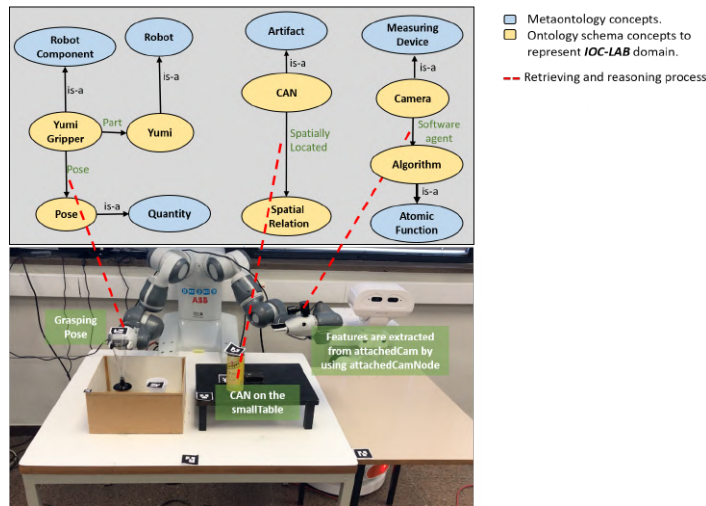 Robot
Component
Robot
Artifact
Measuring
Device
is-a
is-a
is-a
is-a
Yumi
Gripper
Part
Yumi
CAN
Camera
Pose
Spatially
Located
Software
agent
Algorithm
is-a
Pose
is-a
Quantity
Spatial
Relation
Atomic
Function
Metaontology concepts.
Ontology schema concepts to
represent IOC-LAB domain.
Retrieving and reasoning process
ABB
Grasping
Pose
Features are extracted
from attachedCam by
using attachedCamNode
CAN on the
smallTable